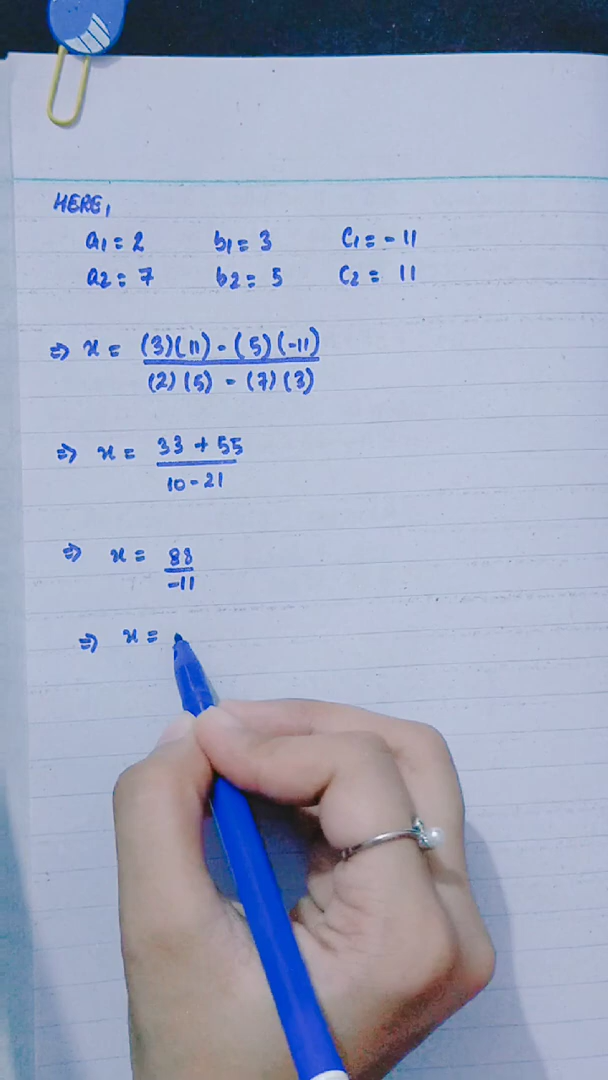 HERE,
a1 = 2 b1 = 3 c1 = -11
a2 = 7 b2 = 5 c2 = 11
⇒ x = (3)(11) - (5)(-11)
(2)(5) - (7)(3)
⇒ x = 33 + 55
10 - 21
⇒ x = 88
-11
⇒ x =